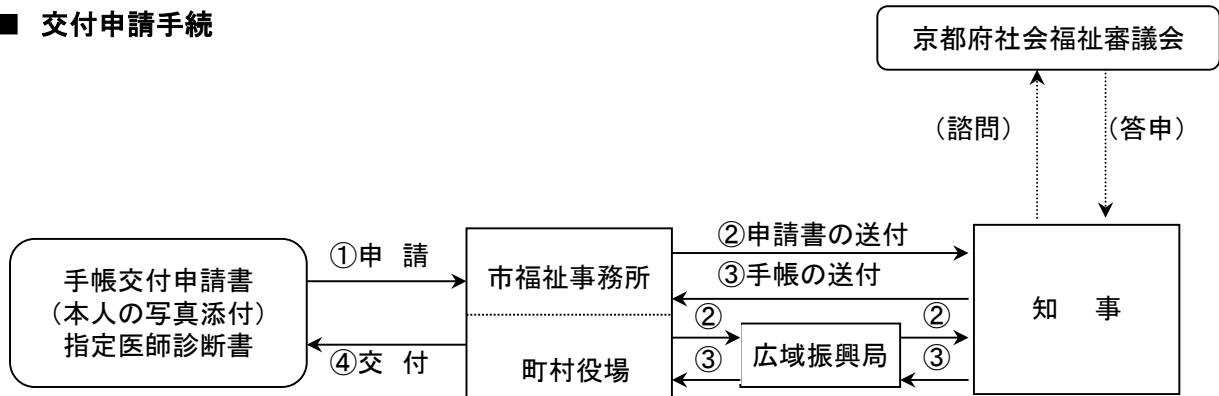 ■ 交付申請手続
京都府社会福祉審議会
（諮問）
（答申）
手帳交付申請書
（本人の写真添付）
指定医師診断書
①申 請
④交 付
市福祉事務所
町村役場
②申請書の送付
③手帳の送付
②
③
広域振興局
②
③
知 事